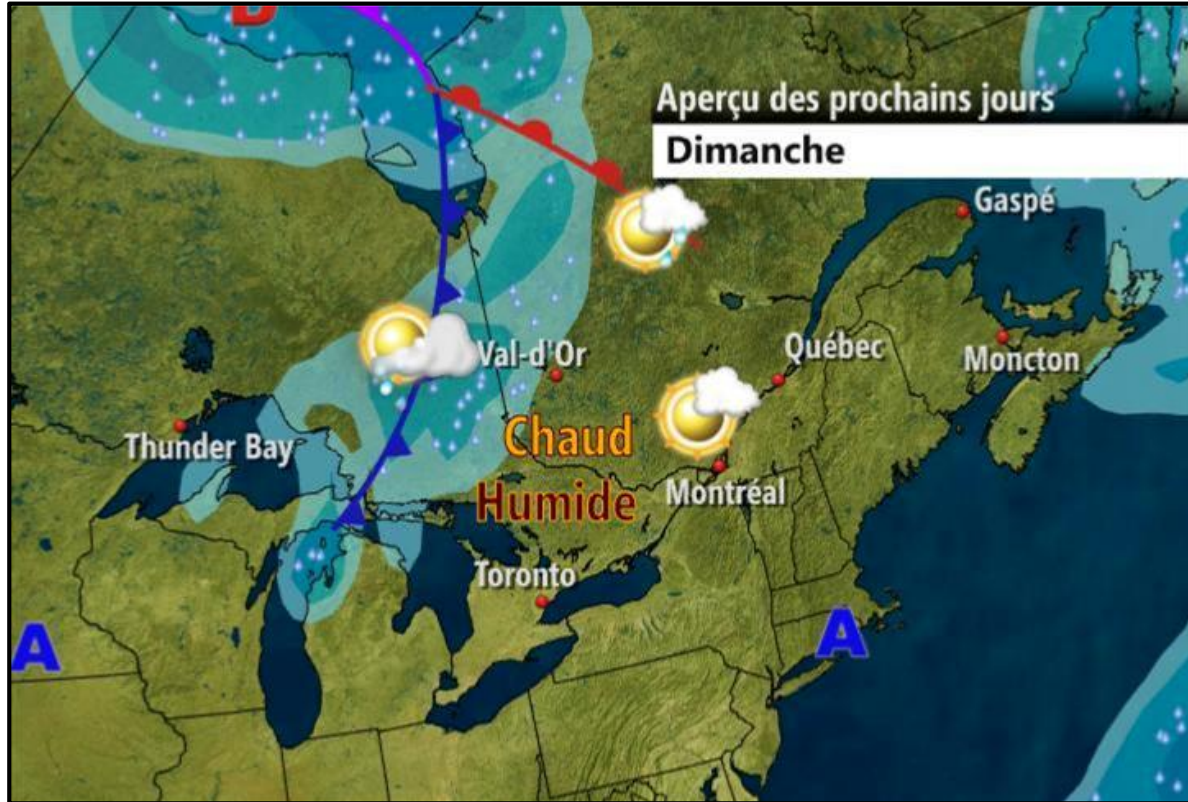 D
Aperçu des prochains jours
Dimanche
Gaspé
Val-d'Or
Québec
Moncton
Thunder Bay
Chaud
Humide
Montréal
Toronto
A
A